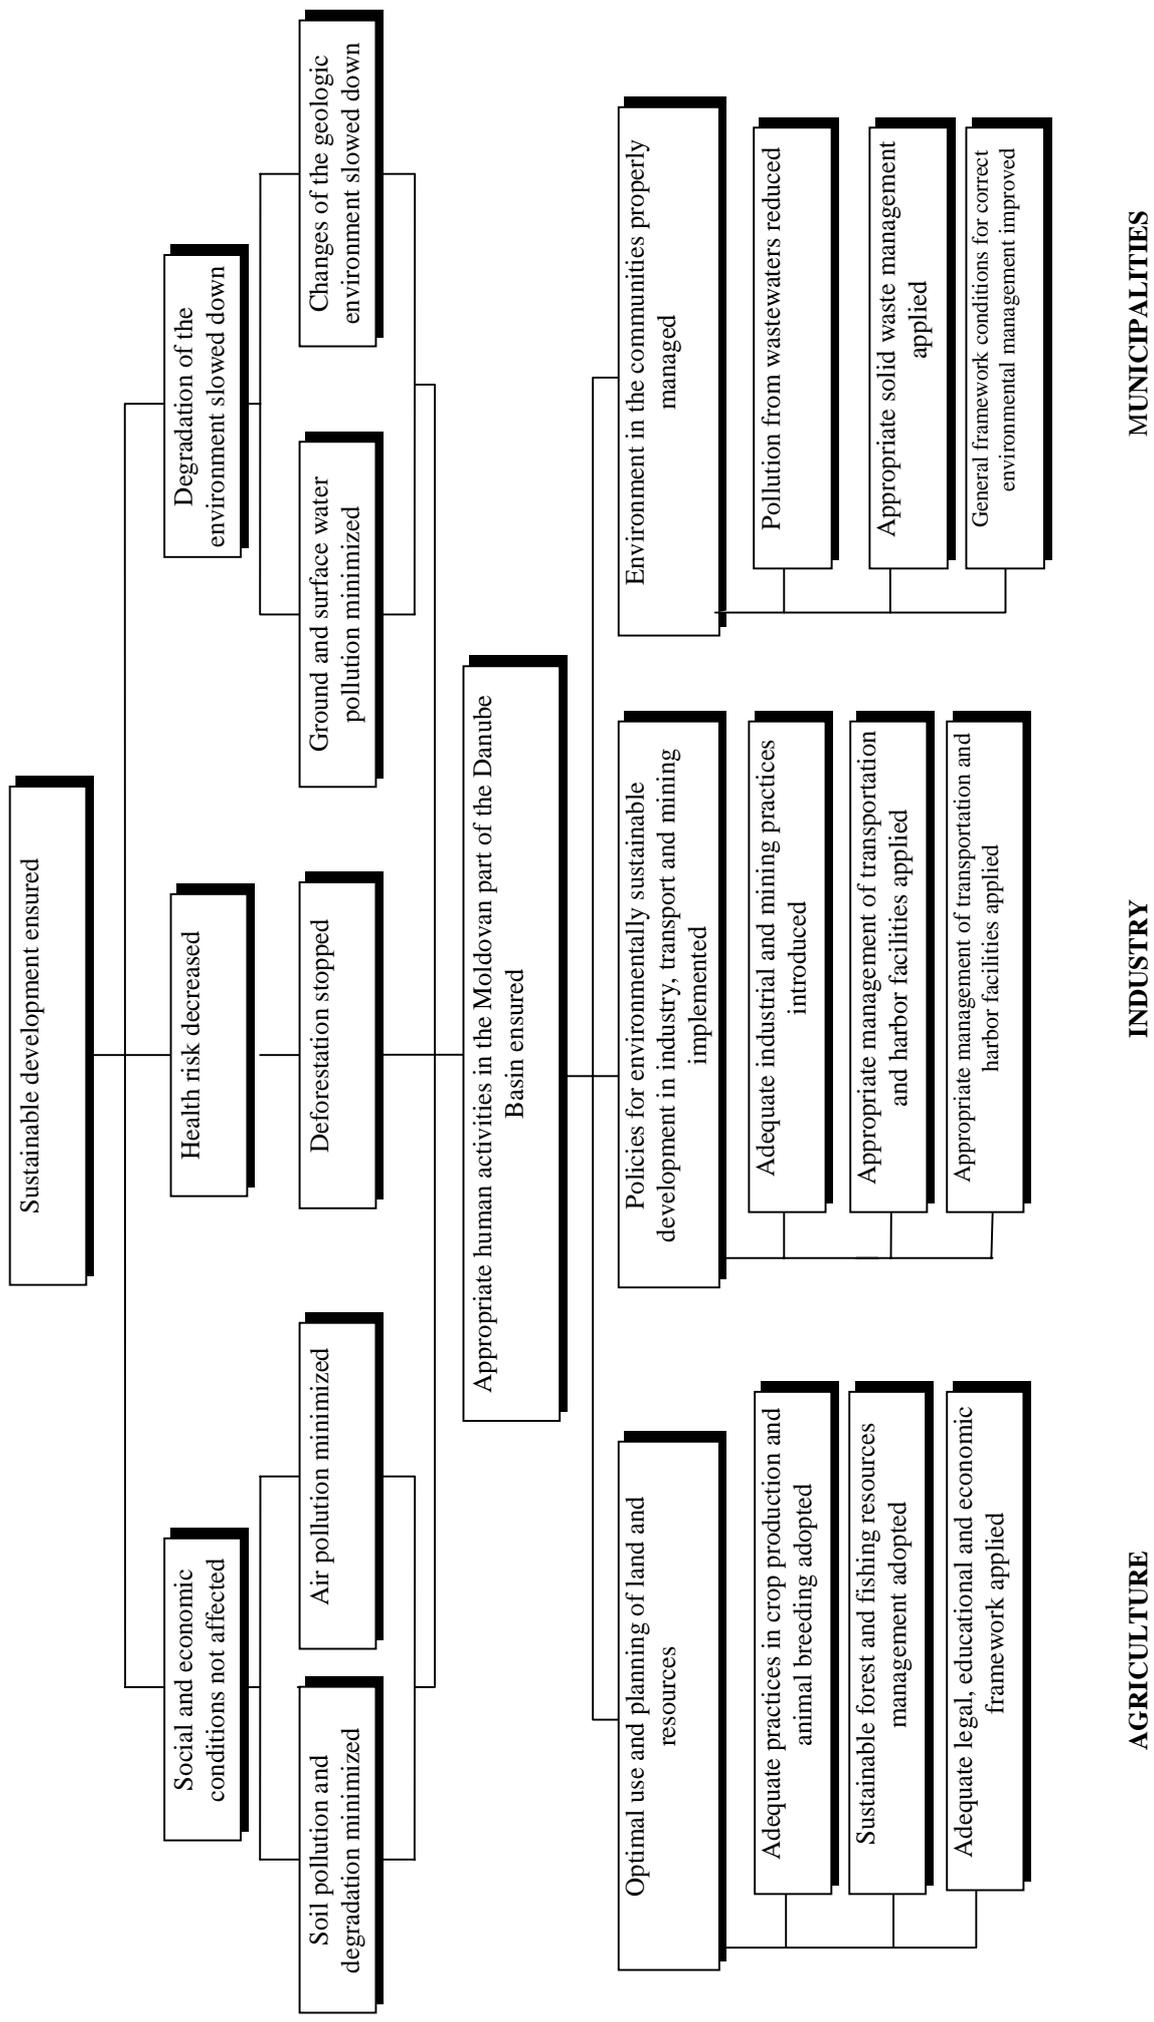 Sustainable development ensured
Social and economic
conditions not affected
Health risk decreased
Degradation of the
environment slowed down
Soil pollution and
degradation minimized
Air pollution minimized
Deforestation stopped
Ground and surface water
pollution minimized
Changes of the geologic
environment slowed down
Appropriate human activities in the Moldovan part of the Danube
Basin ensured
Optimal use and planning of land and
resources
Adequate practices in crop production and
animal breeding adopted
Sustainable forest and fishing resources
management adopted
Adequate legal, educational and economic
framework applied
Policies for environmentally sustainable
development in industry, transport and mining
implemented
Adequate industrial and mining practices
introduced
Appropriate management of transportation
and harbor facilities applied
Appropriate management of transportation and
harbor facilities applied
Environment in the communities properly
managed
Pollution from wastewaters reduced
Appropriate solid waste management
applied
General framework conditions for correct
environmental management improved
AGRICULTURE
INDUSTRY
MUNICIPALITIES